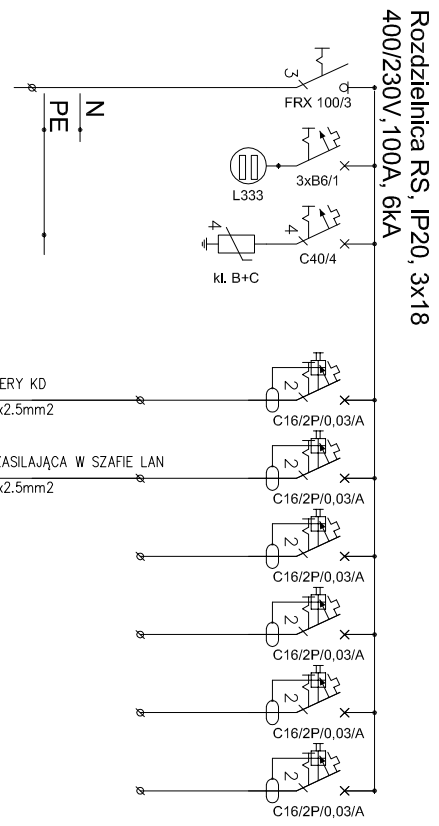 Rozdzielnica RS, IP20, 3x18
400/230V,100A, 6kA
3
FRX 100/3
N
PE
3xB6/1
L333
4
C40/4
4
kl. B+C
ERY KD
x2.5mm2
2
C16/2P/0,03/A
ZASILAJĄCA W SZAFIE LAN
x2.5mm2
2
C16/2P/0,03/A
2
C16/2P/0,03/A
2
C16/2P/0,03/A
2
C16/2P/0,03/A
2
C16/2P/0,03/A